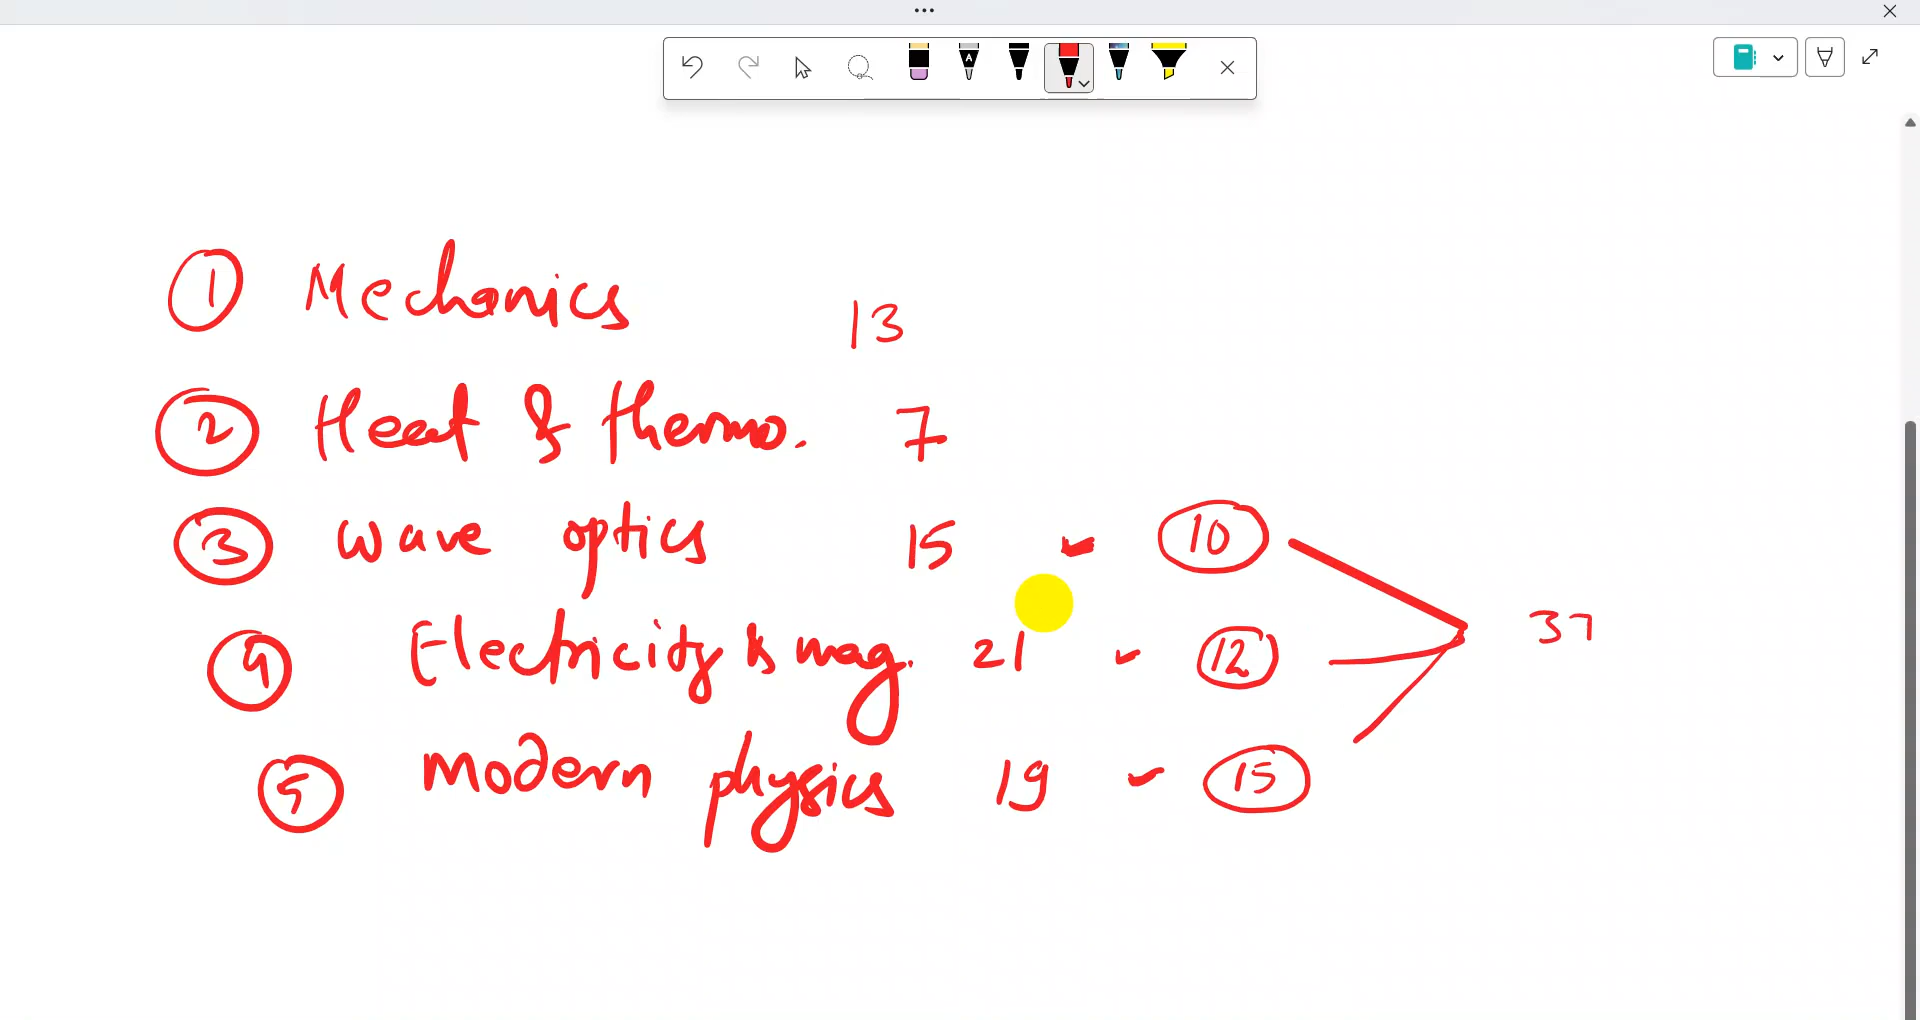 ① Mechanics 13
② Heat & thermo. 7
③ wave optics 15 - 10
④ Electricity & mag. 21 - 12
37
⑤ Modern physics 19 - 15